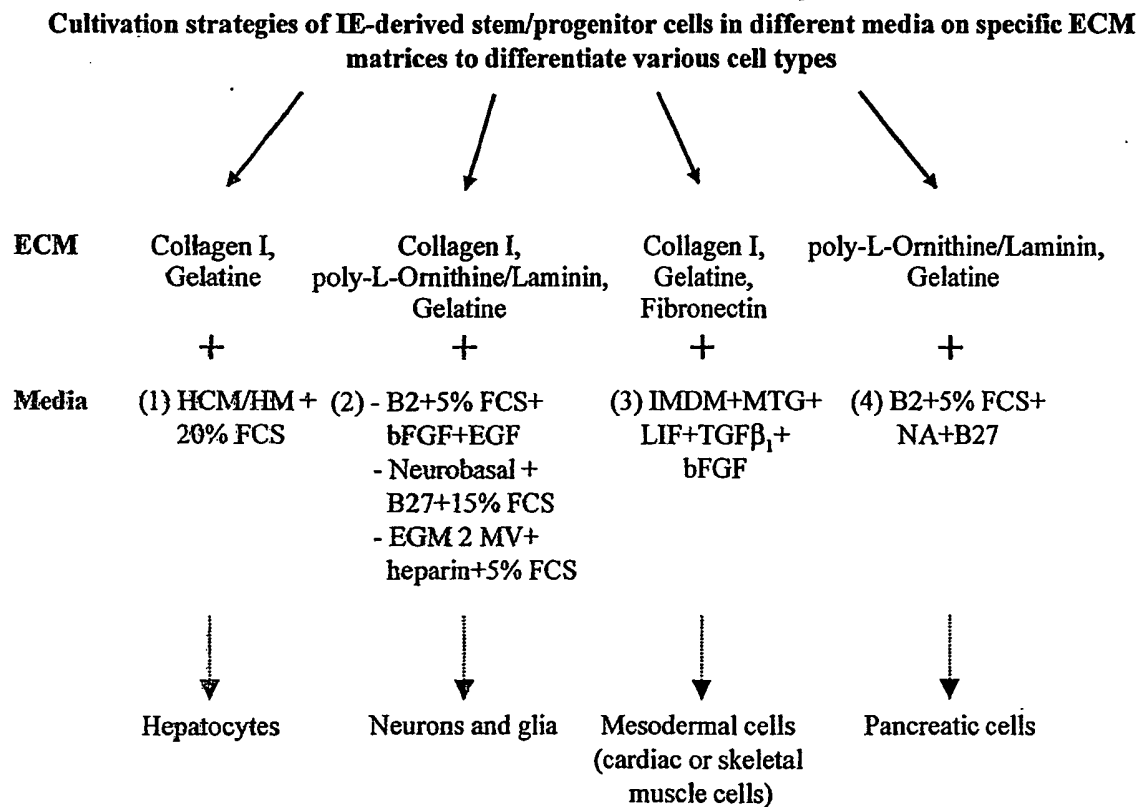 Cultivation strategies of IE-derived stem/progenitor cells in different media on specific ECM
matrices to differentiate various cell types
ECM
Collagen I,
Gelatine
Collagen I,
poly-L-Ornithine/Laminin,
Gelatine
Collagen I,
Gelatine,
Fibronectin
poly-L-Ornithine/Laminin,
Gelatine
+ + + +
Media
(1) HCM/HM +
20% FCS
(2) - B2+5% FCS+
bFGF+EGF
- Neurobasal +
B27+15% FCS
- EGM 2 MV+
heparin+5% FCS
(3) IMDM+MTG+
LIF+TGFβ₁+
bFGF
(4) B2+5% FCS+
NA+B27
Hepatocytes
Neurons and glia
Mesodermal cells
(cardiac or skeletal
muscle cells)
Pancreatic cells